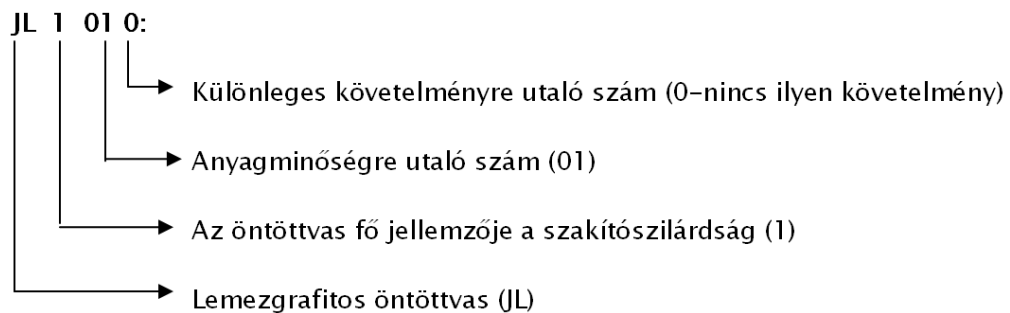 JL 1 01 0:
Különleges követelményre utaló szám (0-nincs ilyen követelmény)
Anyagminőségre utaló szám (01)
Az öntöttvas fő jellemzője a szakítószilárdság (1)
Lemezgrafitos öntöttvas (JL)